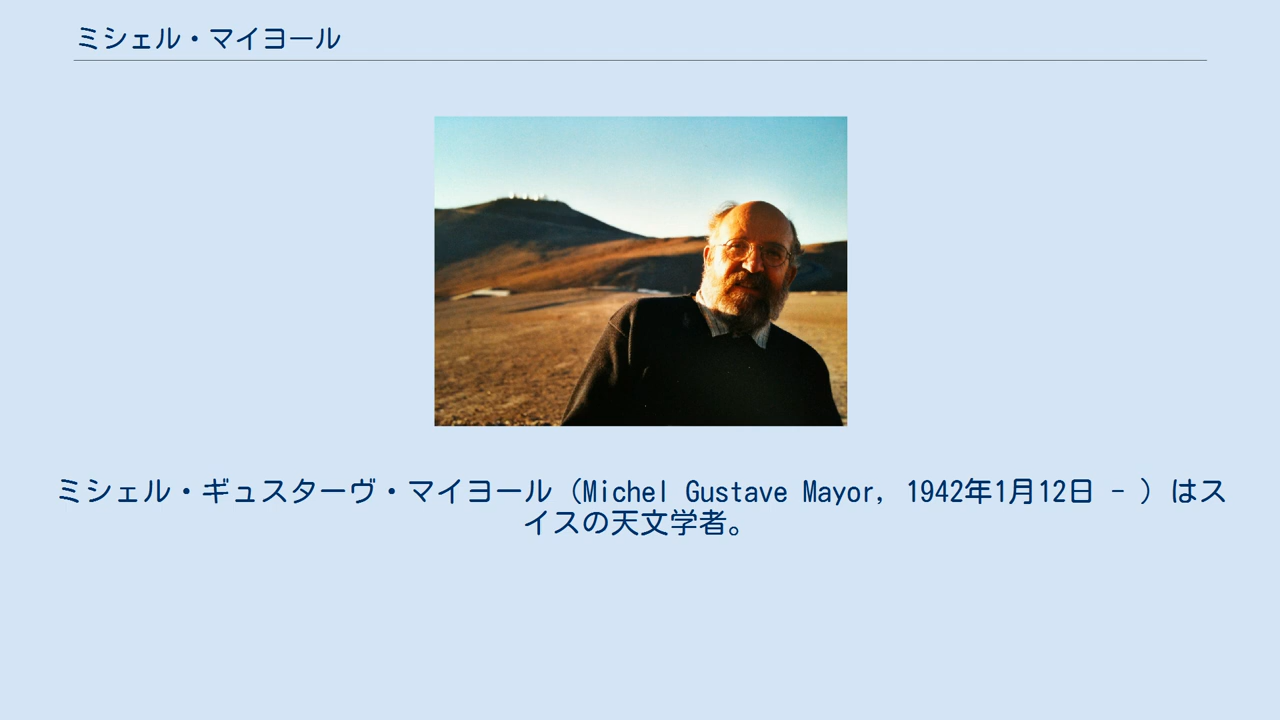 ミシェル・マイヨール
ミシェル・ギュスターヴ・マイヨール（Michel Gustave Mayor, 1942年1月12日 - ）はス
イスの天文学者。